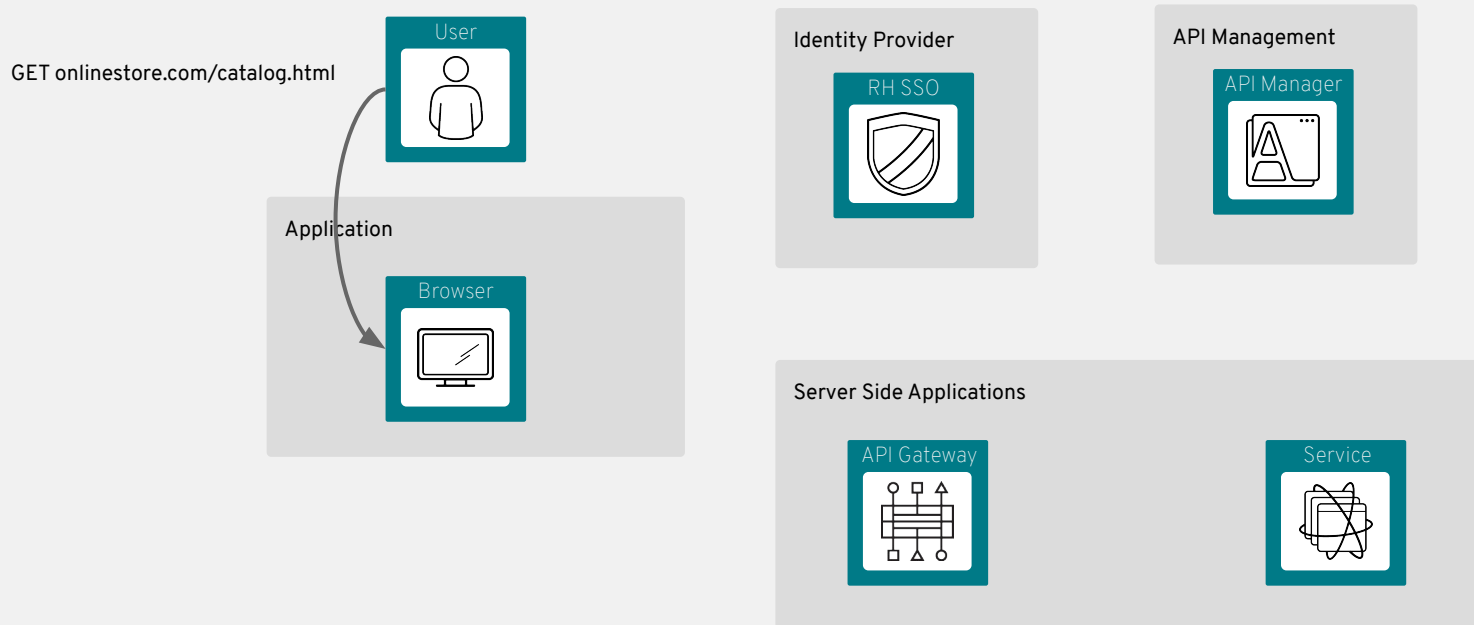 User
GET onlinestore.com/catalog.html
Application
Browser
Identity Provider
RH SSO
API Management
API Manager
Server Side Applications
API Gateway
Service